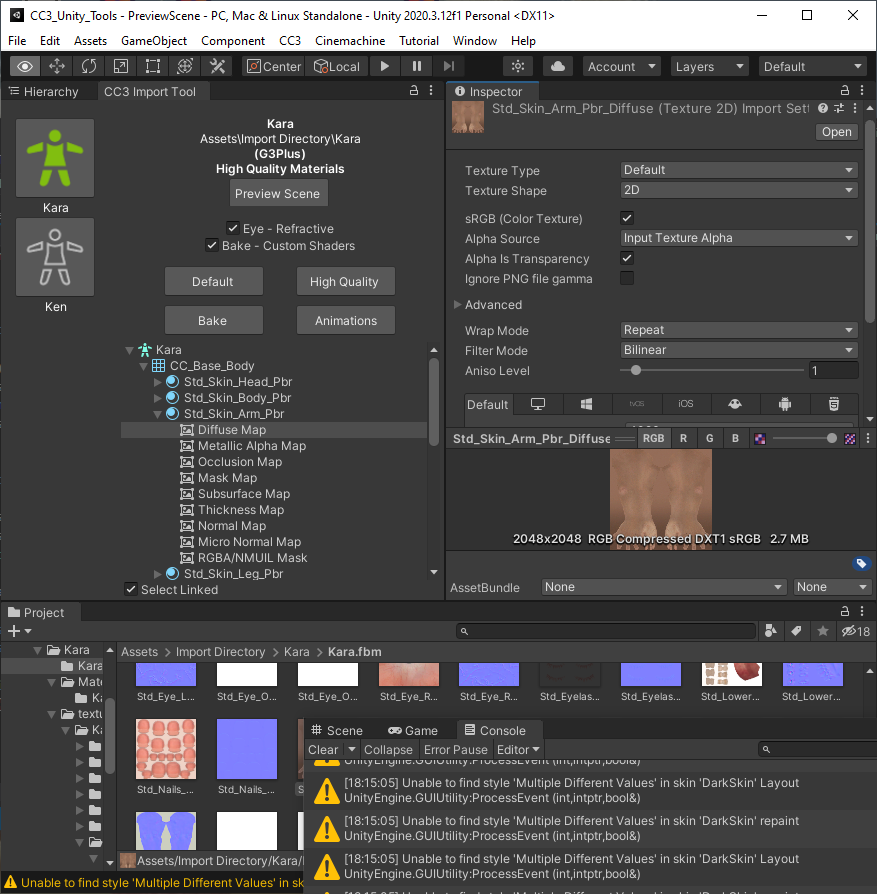 CC3_Unity_Tools - PreviewScene - PC, Mac & Linux Standalone - Unity 2020.3.12f1 Personal <DX11>
File Edit Assets GameObject Component CC3 Cinemachine Tutorial Window Help
Center Local Account Layers Default
Hierarchy CC3 Import Tool
Kara
Assets\Import Directory\Kara
(G3Plus)
High Quality Materials
Preview Scene
Kara
Eye - Refractive
Bake - Custom Shaders
Default High Quality
Ken
Bake Animations
Kara
CC_Base_Body
Std_Skin_Head_Pbr
Std_Skin_Body_Pbr
Std_Skin_Arm_Pbr
Diffuse Map
Metallic Alpha Map
Occlusion Map
Mask Map
Subsurface Map
Thickness Map
Normal Map
Micro Normal Map
RGBA/NMUIL Mask
Std_Skin_Leg_Pbr
Select Linked
Inspector
Std_Skin_Arm_Pbr_Diffuse (Texture 2D) Import Sett
Open
Texture Type Default
Texture Shape 2D
sRGB (Color Texture)
Alpha Source Input Texture Alpha
Alpha Is Transparency
Ignore PNG file gamma
Advanced
Wrap Mode Repeat
Filter Mode Bilinear
Aniso Level 1
Default tvOS iOS
Std_Skin_Arm_Pbr_Diffuse RGB R G B
2048x2048 RGB Compressed DXT1 sRGB 2.7 MB
AssetBundle None None
Project
18
Kara
Kara
Mate
Ka
textu
Ka
Assets > Import Directory > Kara > Kara.fbm
Std_Eye_L... Std_Eye_O... Std_Eye_O... Std_Eye_R... Std_Eye_R... Std_Eyelas... Std_Eyelas... Std_Lower... Std_Lower...
Std_Nails_... Std_Nails_... S
Assets/Import Directory/Kara/
Scene Game Console
Clear Collapse Error Pause Editor
UnityEngine.GUIUtility:ProcessEvent (int,intptr,bool&)
[18:15:05] Unable to find style 'Multiple Different Values' in skin 'DarkSkin' Layout
UnityEngine.GUIUtility:ProcessEvent (int,intptr,bool&)
[18:15:05] Unable to find style 'Multiple Different Values' in skin 'DarkSkin' repaint
UnityEngine.GUIUtility:ProcessEvent (int,intptr,bool&)
[18:15:05] Unable to find style 'Multiple Different Values' in skin 'DarkSkin' Layout
UnityEngine.GUIUtility:ProcessEvent (int,intptr,bool&)
Unable to find style 'Multiple Different Values' in sk